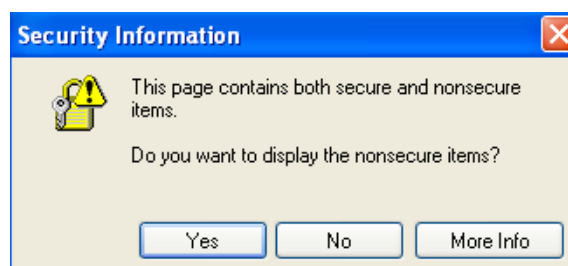 Security Information
This page contains both secure and nonsecure
items.
Do you want to display the nonsecure items?
Yes
No
More Info